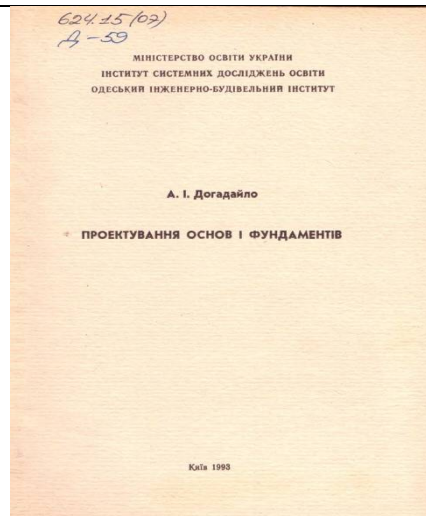 624.15(07)
Д-59
МІНІСТЕРСТВО ОСВІТИ УКРАЇНИ
ІНСТИТУТ СИСТЕМНИХ ДОСЛІДЖЕНЬ ОСВІТИ
ОДЕСЬКИЙ ІНЖЕНЕРНО-БУДІВЕЛЬНИЙ ІНСТИТУТ
А. І. Догадайло
ПРОЕКТУВАННЯ ОСНОВ І ФУНДАМЕНТІВ
Київ 1993